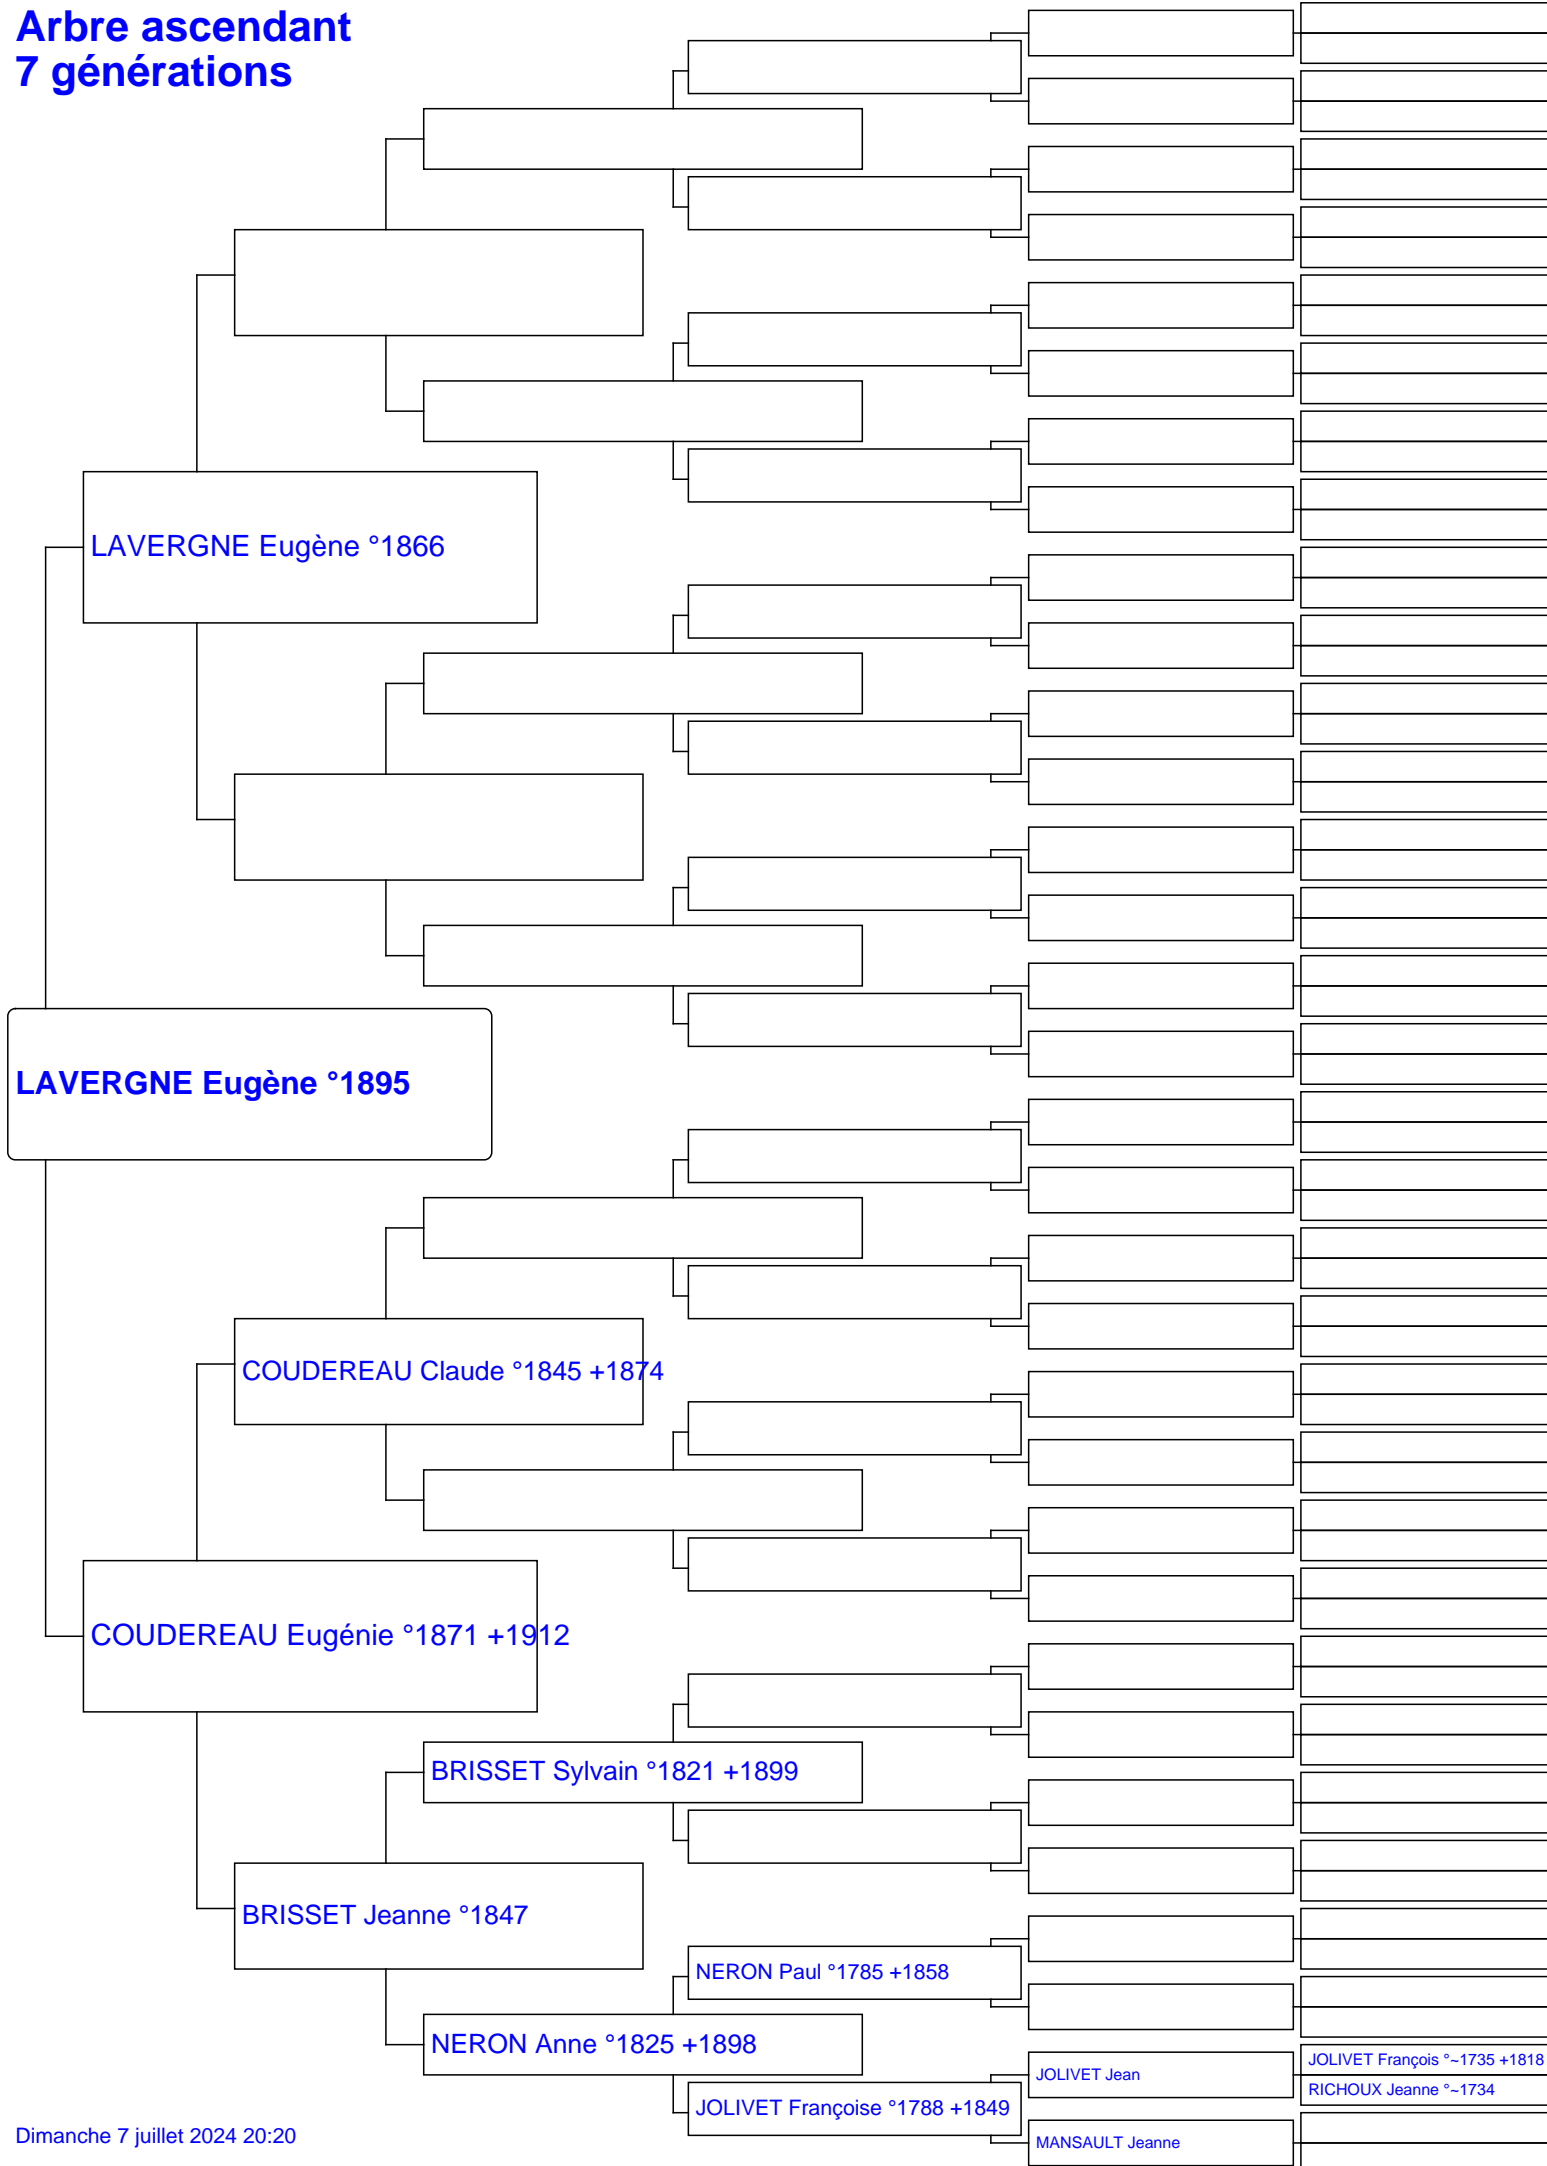 Arbre ascendant
7 générations
LAVERGNE Eugène °1866
LAVERGNE Eugène °1895
COUDEREAU Claude °1845 +1874
COUDEREAU Eugénie °1871 +1912
BRISSET Sylvain °1821 +1899
BRISSET Jeanne °1847
NERON Paul °1785 +1858
NERON Anne °1825 +1898
JOLIVET François °~1735 +1818
JOLIVET Jean
RICHOUX Jeanne °~1734
JOLIVET Françoise °1788 +1849
MANSAULT Jeanne
Dimanche 7 juillet 2024 20:20